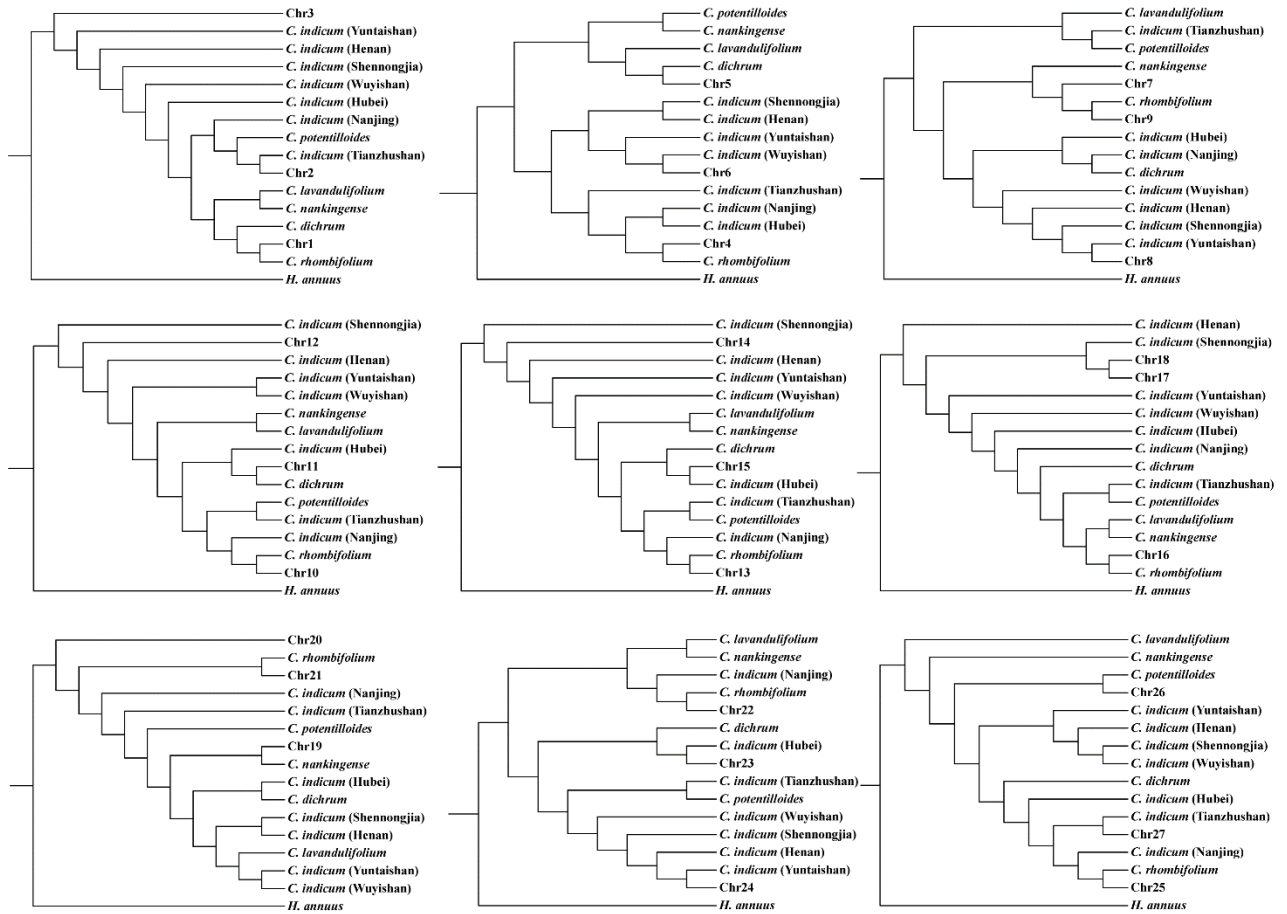 Chr3
C. indicum (Yuntaishan)
C. indicum (Henan)
C. indicum (Shennongjia)
C. indicum (Wuyishan)
C. indicum (Hubei)
C. indicum (Nanjing)
C. potentilloides
C. indicum (Tianzhushan)
Chr2
C. lavandulifolium
C. nankingense
C. dichrum
Chr1
C. rhombifolium
H. annuus
C. potentilloides
C. nankingense
C. lavandulifolium
C. dichrum
Chr5
C. indicum (Shennongjia)
C. indicum (Henan)
C. indicum (Yuntaishan)
C. indicum (Wuyishan)
Chr6
C. indicum (Tianzhushan)
C. indicum (Nanjing)
C. indicum (Hubei)
Chr4
C. rhombifolium
H. annuus
C. lavandulifolium
C. indicum (Tianzhushan)
C. potentilloides
C. nankingense
Chr7
C. rhombifolium
Chr9
C. indicum (Hubei)
C. indicum (Nanjing)
C. dichrum
C. indicum (Wuyishan)
C. indicum (Henan)
C. indicum (Shennongjia)
C. indicum (Yuntaishan)
Chr8
H. annuus
C. indicum (Shennongjia)
Chr12
C. indicum (Henan)
C. indicum (Yuntaishan)
C. indicum (Wuyishan)
C. nankingense
C. lavandulifolium
C. indicum (Hubei)
Chr11
C. dichrum
C. potentilloides
C. indicum (Tianzhushan)
C. indicum (Nanjing)
C. rhombifolium
Chr10
H. annuus
C. indicum (Shennongjia)
Chr14
C. indicum (Henan)
C. indicum (Yuntaishan)
C. indicum (Wuyishan)
C. lavandulifolium
C. nankingense
C. dichrum
Chr15
C. indicum (Hubei)
C. indicum (Tianzhushan)
C. potentilloides
C. indicum (Nanjing)
C. rhombifolium
Chr13
H. annuus
C. indicum (Henan)
C. indicum (Shennongjia)
Chr18
Chr17
C. indicum (Yuntaishan)
C. indicum (Wuyishan)
C. indicum (Hubei)
C. indicum (Nanjing)
C. dichrum
C. indicum (Tianzhushan)
C. potentilloides
C. lavandulifolium
C. nankingense
Chr16
C. rhombifolium
H. annuus
Chr20
C. rhombifolium
Chr21
C. indicum (Nanjing)
C. indicum (Tianzhushan)
C. potentilloides
Chr19
C. nankingense
C. indicum (Hubei)
C. dichrum
C. indicum (Shennongjia)
C. indicum (Henan)
C. lavandulifolium
C. indicum (Yuntaishan)
C. indicum (Wuyishan)
H. annuus
C. lavandulifolium
C. nankingense
C. indicum (Nanjing)
C. rhombifolium
Chr22
C. dichrum
C. indicum (Hubei)
Chr23
C. indicum (Tianzhushan)
C. potentilloides
C. indicum (Wuyishan)
C. indicum (Shennongjia)
C. indicum (Henan)
C. indicum (Yuntaishan)
Chr24
H. annuus
C. lavandulifolium
C. nankingense
C. potentilloides
Chr26
C. indicum (Yuntaishan)
C. indicum (Henan)
C. indicum (Shennongjia)
C. indicum (Wuyishan)
C. dichrum
C. indicum (Hubei)
C. indicum (Tianzhushan)
Chr27
C. indicum (Nanjing)
C. rhombifolium
Chr25
H. annuus